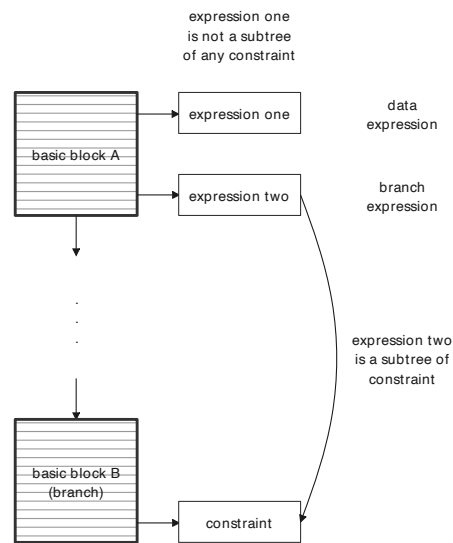 expression one
is not a subtree
of any constraint
expression one
data
expression
basic block A
expression two
branch
expression
.
.
.
expression two
is a subtree of
constraint
basic block B
(branch)
constraint